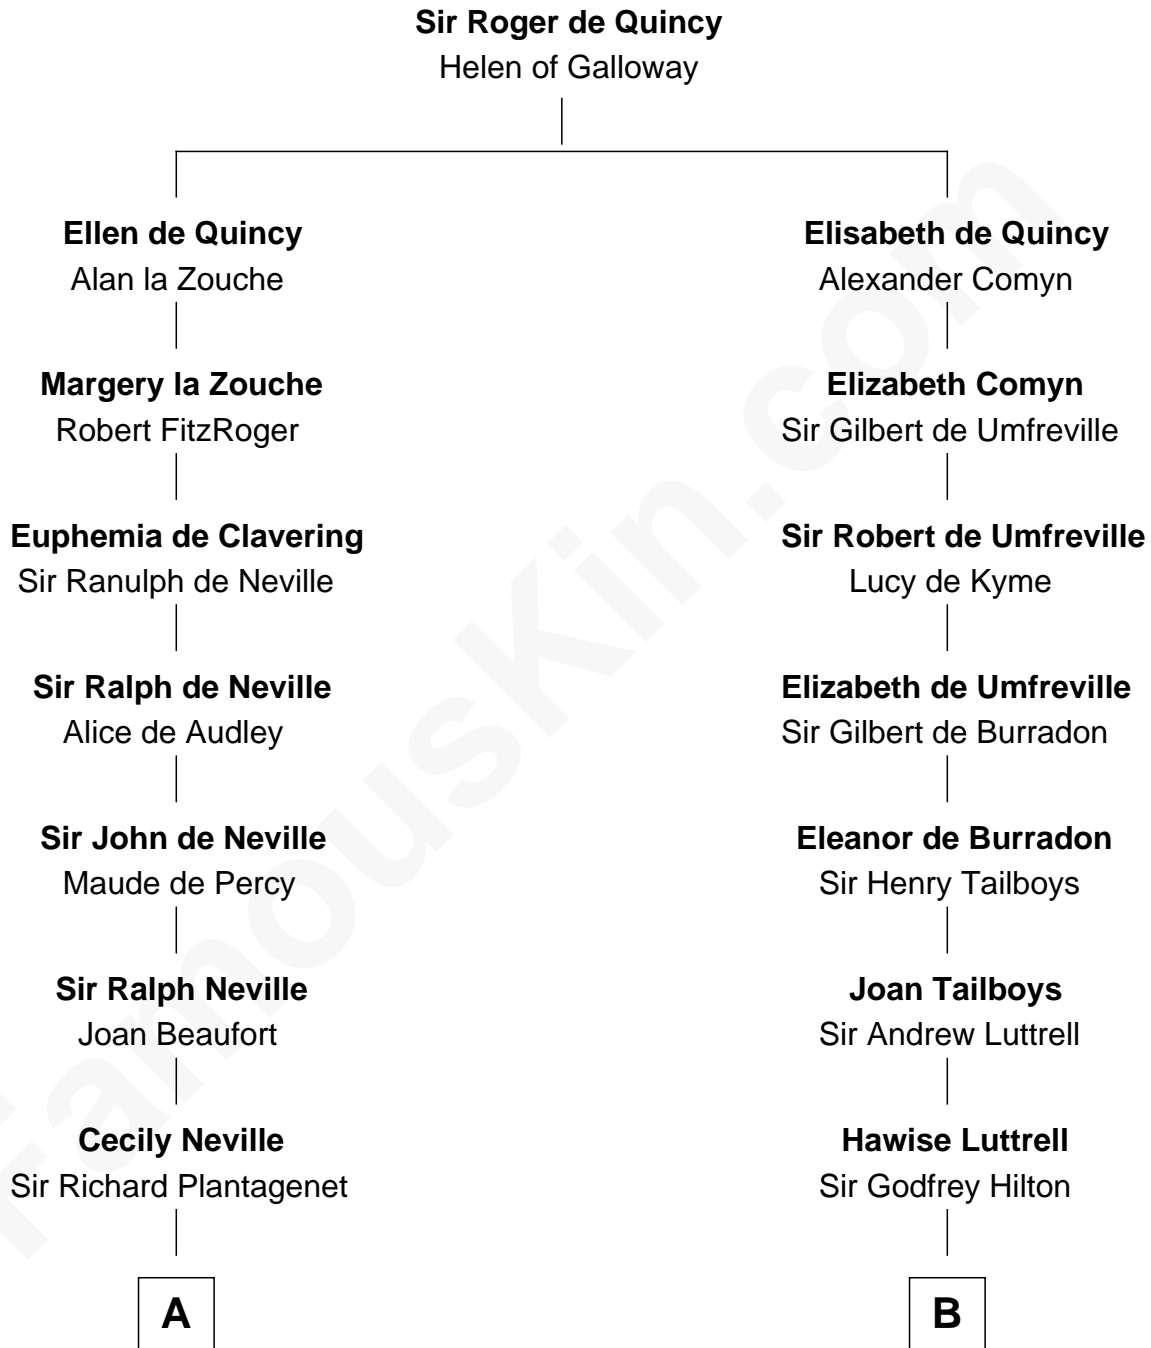 Sir Roger de Quincy
Helen of Galloway
Ellen de Quincy
Alan la Zouche
Elisabeth de Quincy
Alexander Comyn
Margery la Zouche
Robert FitzRoger
Elizabeth Comyn
Sir Gilbert de Umfreville
Euphemia de Clavering
Sir Ranulph de Neville
Sir Robert de Umfreville
Lucy de Kyme
Sir Ralph de Neville
Alice de Audley
Elizabeth de Umfreville
Sir Gilbert de Burradon
Sir John de Neville
Maude de Percy
Eleanor de Burradon
Sir Henry Tailboys
Sir Ralph Neville
Joan Beaufort
Joan Tailboys
Sir Andrew Luttrell
Cecily Neville
Sir Richard Plantagenet
Hawise Luttrell
Sir Godfrey Hilton
A
B
FamousKin.com